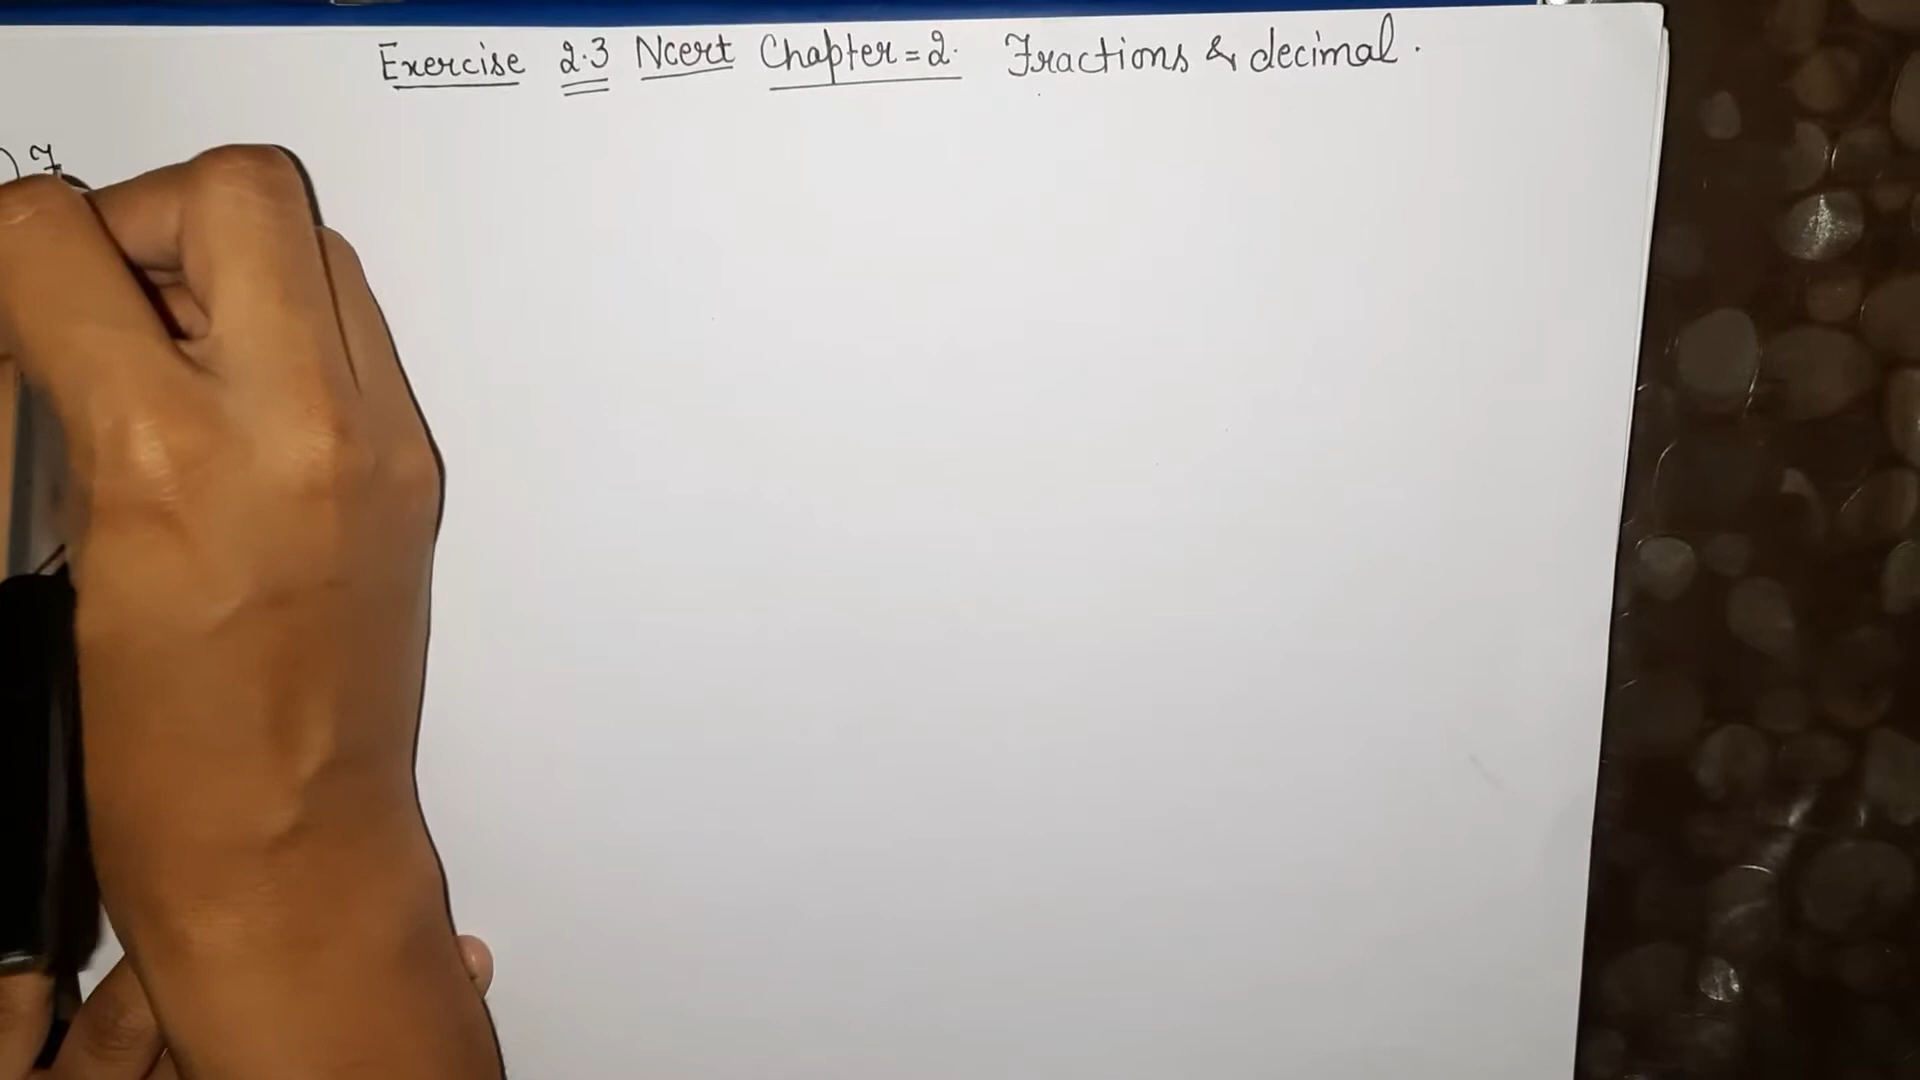 Exercise 2.3 Ncert Chapter = 2. Fractions & decimal.
) F